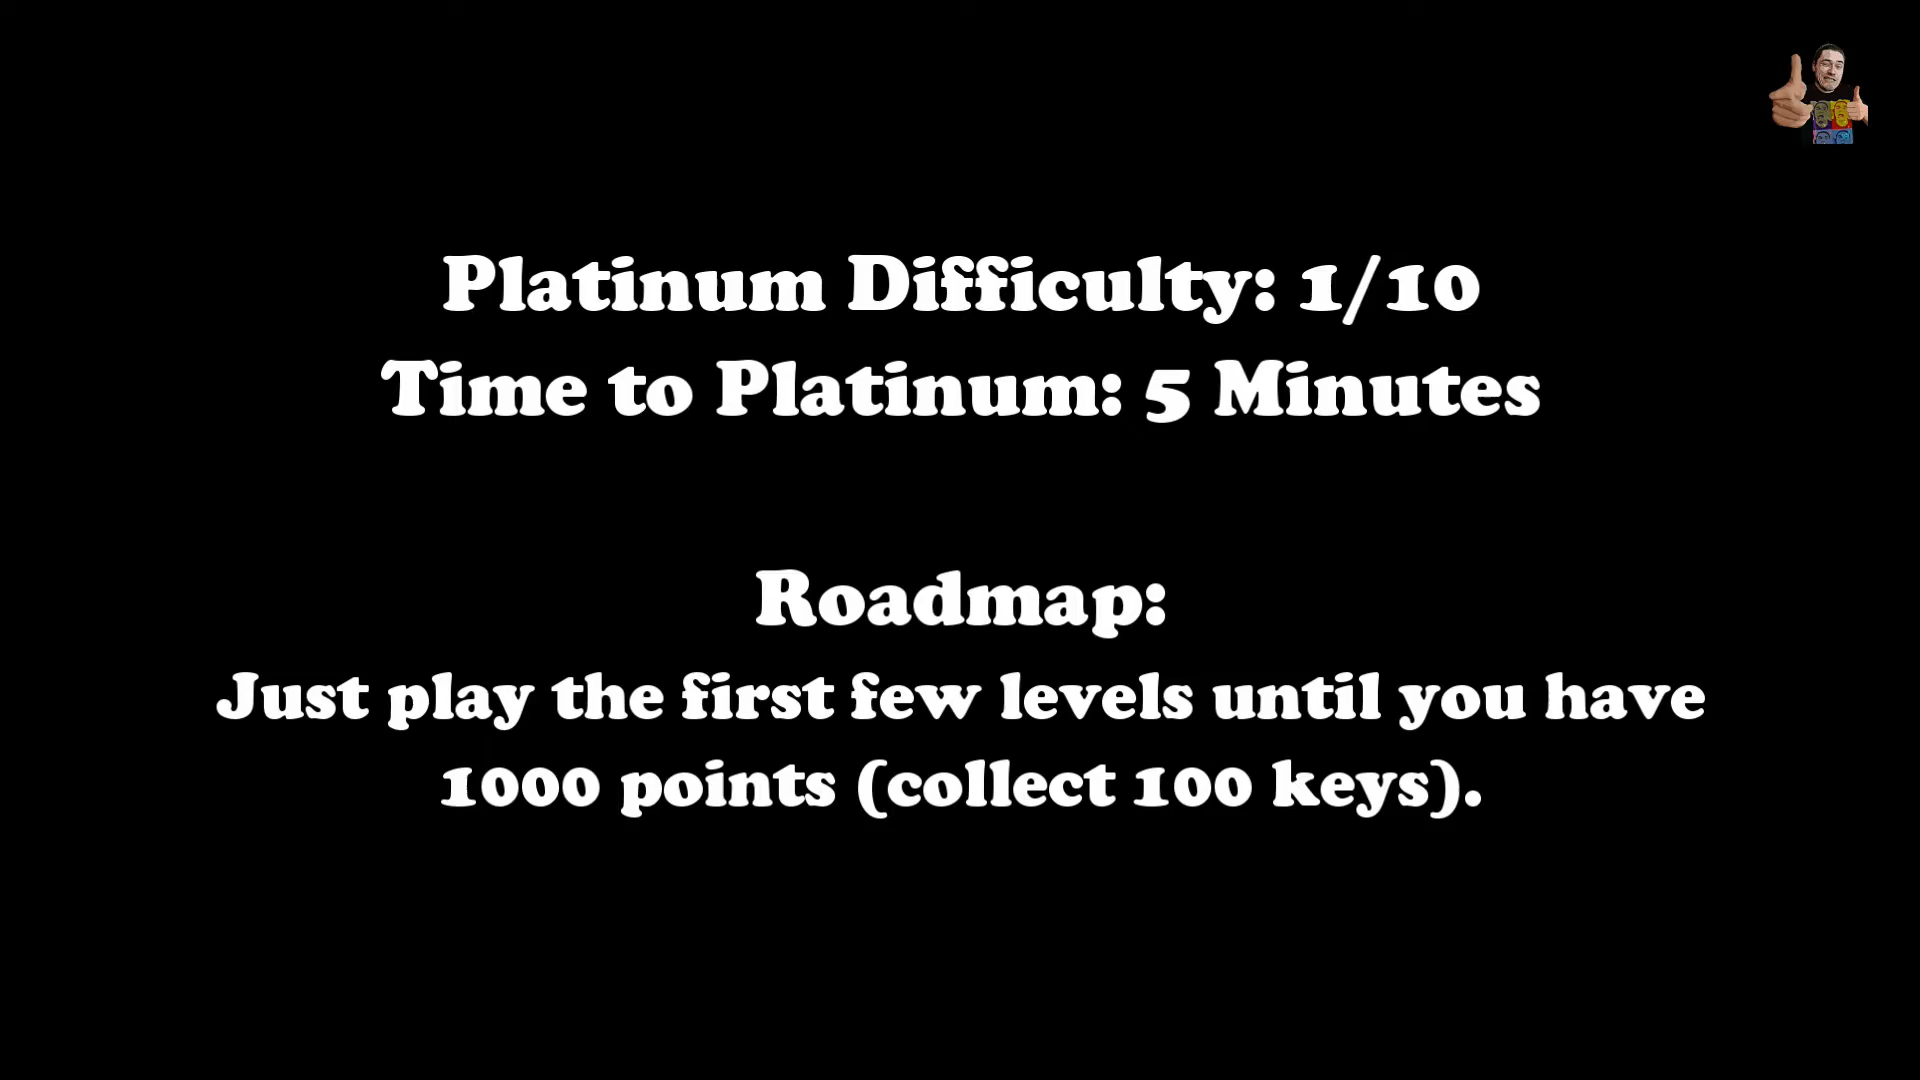 Platinum Difficulty: 1/10
Time to Platinum: 5 Minutes
Roadmap:
Just play the first few levels until you have
1000 points (collect 100 keys).